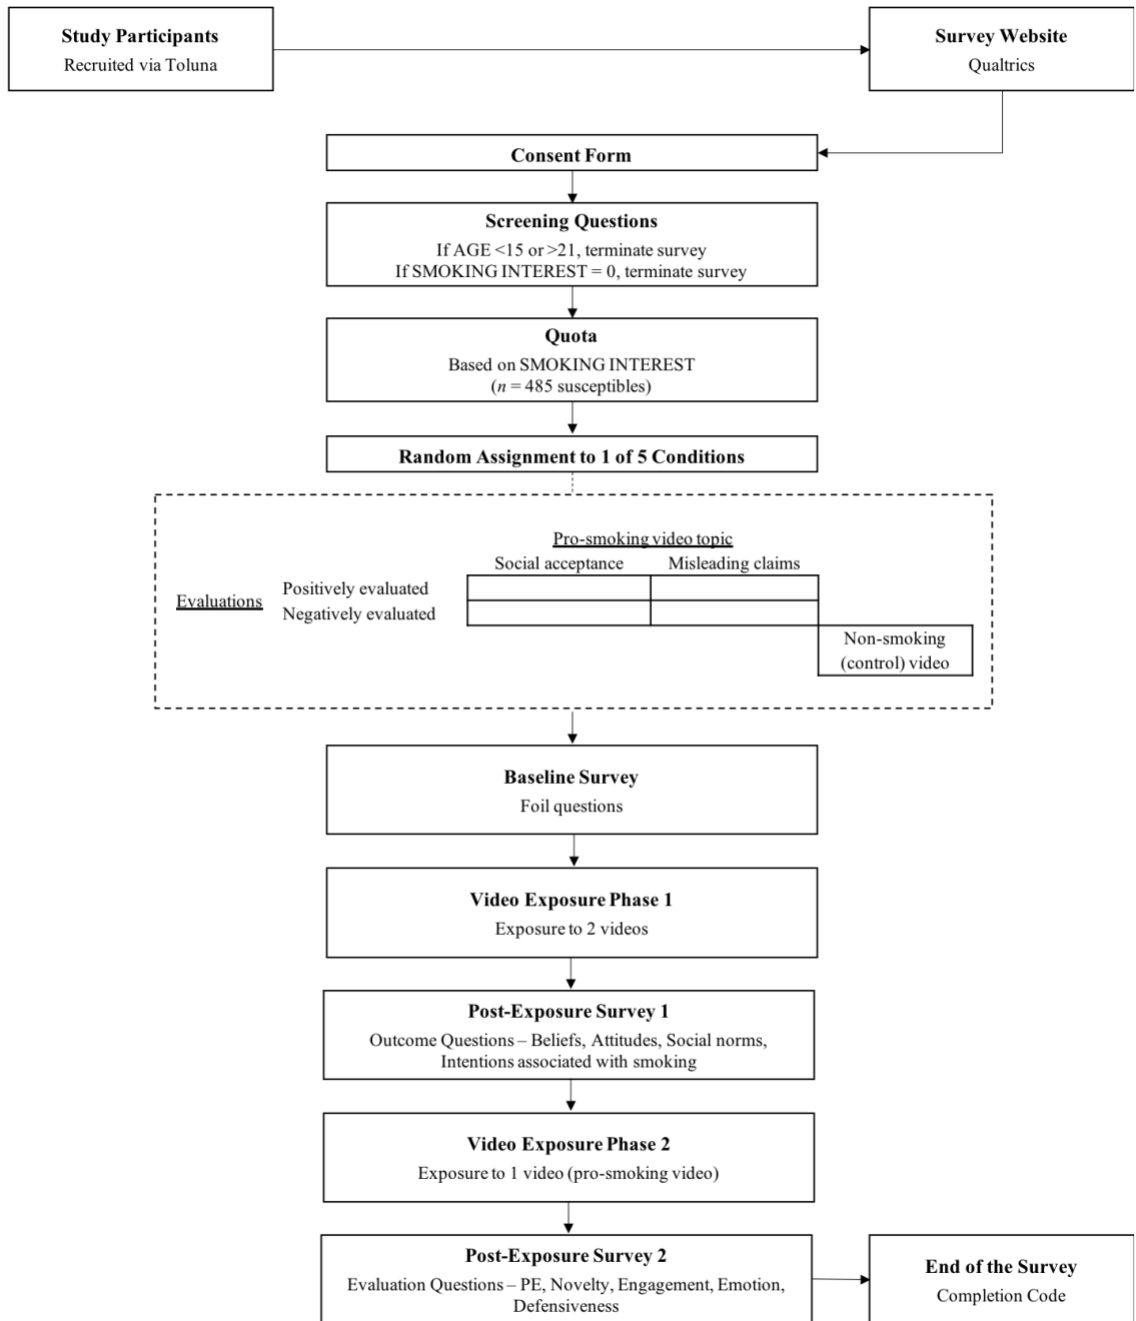 Study Participants
Recruited via Toluna
Survey Website
Qualtrics
Consent Form
Screening Questions
If AGE <15 or >21, terminate survey
If SMOKING INTEREST = 0, terminate survey
Quota
Based on SMOKING INTEREST
(n = 485 susceptibles)
Random Assignment to 1 of 5 Conditions
Pro-smoking video topic
Social acceptance Misleading claims
Evaluations
Positively evaluated
Negatively evaluated
Non-smoking
(control) video
Baseline Survey
Foil questions
Video Exposure Phase 1
Exposure to 2 videos
Post-Exposure Survey 1
Outcome Questions – Beliefs, Attitudes, Social norms,
Intentions associated with smoking
Video Exposure Phase 2
Exposure to 1 video (pro-smoking video)
Post-Exposure Survey 2
Evaluation Questions – PE, Novelty, Engagement, Emotion,
Defensiveness
End of the Survey
Completion Code